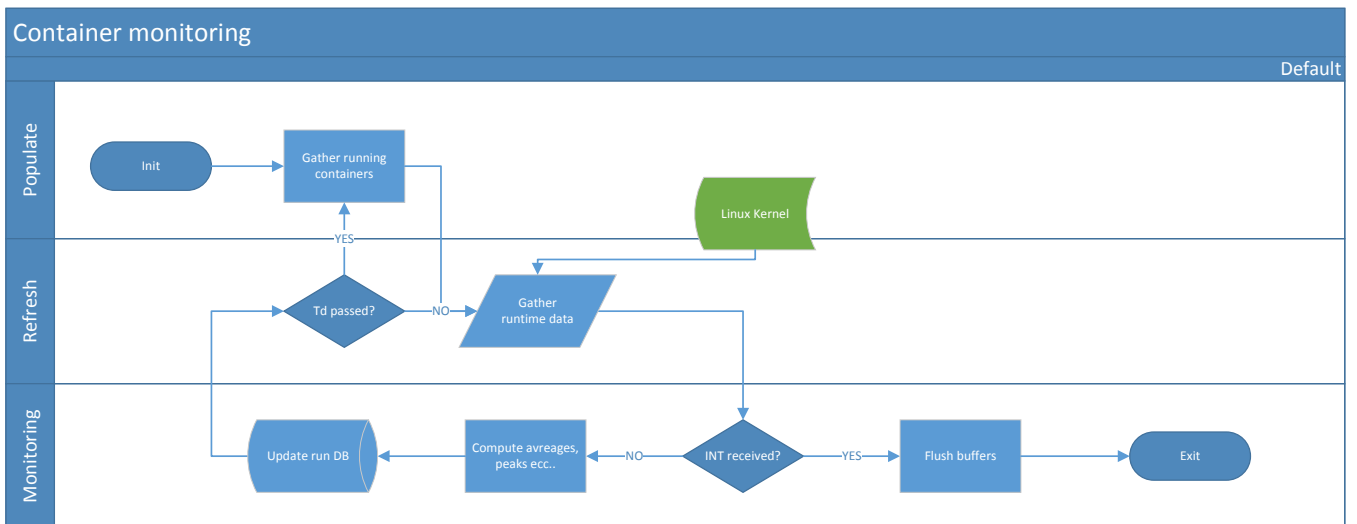 Container monitoring
Default
Populate
Init
Gather running
containers
Linux Kernel
YES
Refresh
Td passed?
NO
Gather
runtime data
Monitoring
Update run DB
Compute avreages,
peaks ecc..
NO
INT received?
YES
Flush buffers
Exit